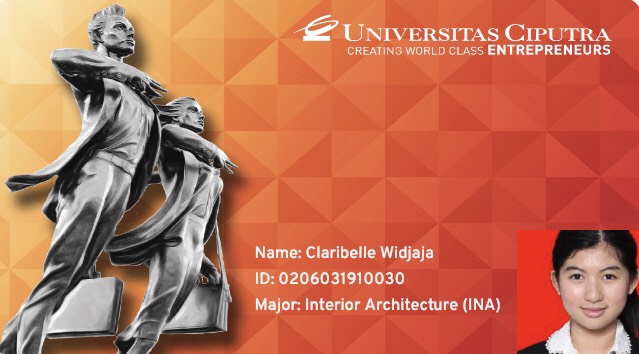 UNIVERSITAS CIPUTRA
CREATING WORLD CLASS ENTREPRENEURS
Name: Claribelle Widjaja
ID: 0206031910030
Major: Interior Architecture (INA)